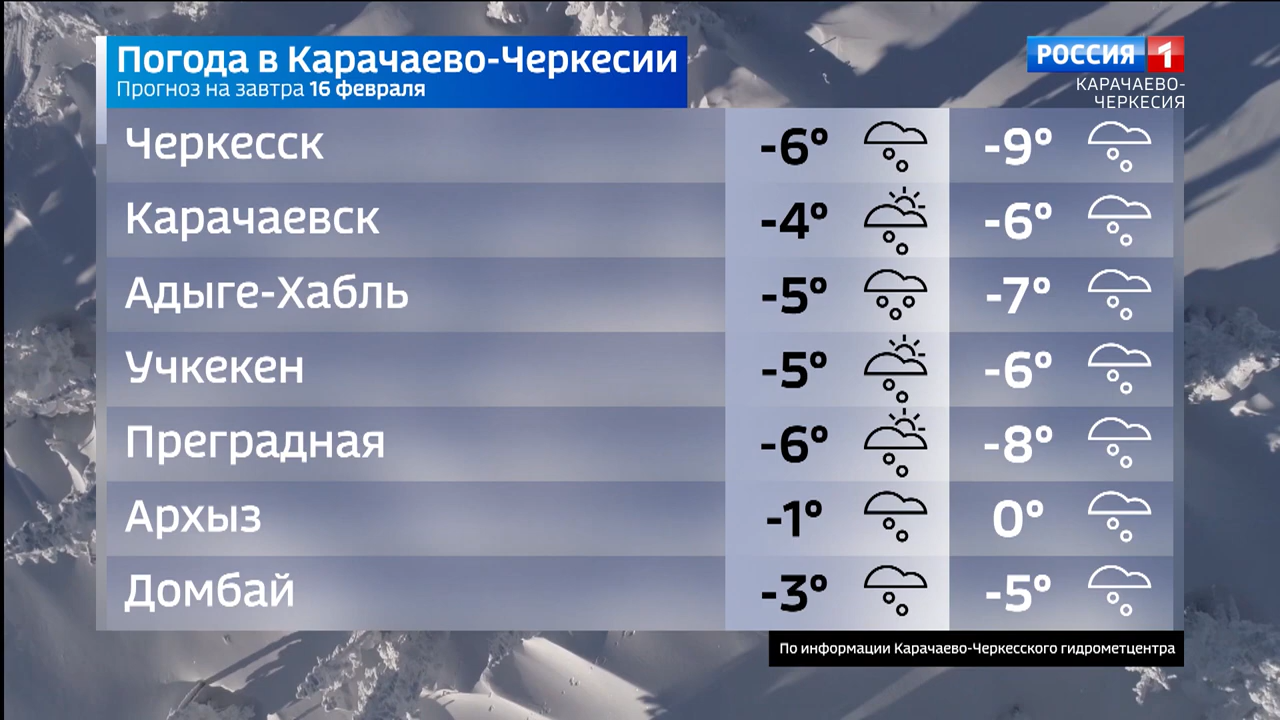 Погода в Карачаево-Черкесии
Прогноз на завтра 16 февраля
РОССИЯ 1
КАРАЧАЕВО-
ЧЕРКЕСИЯ
Черкесск -6° -9°
Карачаевск -4° -6°
Адыге-Хабль -5° -7°
Учкекен -5° -6°
Преградная -6° -8°
Архыз -1° 0°
Домбай -3° -5°
По информации Карачаево-Черкесского гидрометцентра